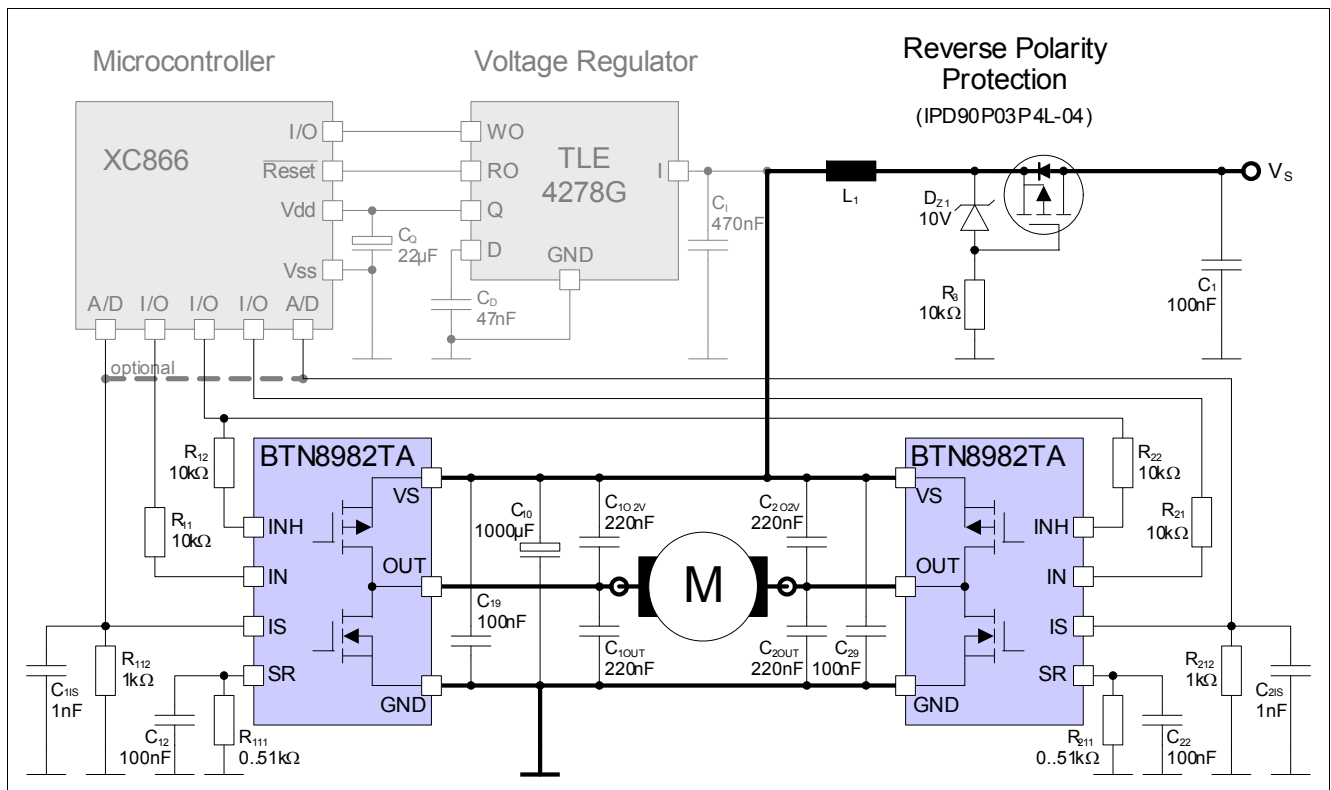 Microcontroller
Voltage Regulator
Reverse Polarity
Protection
(IPD90P03P4L-04)
XC866
I/O
Reset
Vdd
Vss
A/D
I/O
I/O
I/O
A/D
WO
RO
Q
D
TLE
4278G
I
GND
CQ
22µF
CD
47nF
CI
470nF
L1
DZ1
10V
R3
10kΩ
VS
C1
100nF
optional
R12
10kΩ
R11
10kΩ
BTN8982TA
VS
INH
OUT
IN
IS
SR
GND
C1IS
1nF
R112
1kΩ
C12
100nF
R111
0.51kΩ
C10
1000µF
C19
100nF
C1O2V
220nF
C1OUT
220nF
M
C2O2V
220nF
C2OUT
220nF
C29
100nF
BTN8982TA
VS
INH
OUT
IN
IS
SR
GND
R22
10kΩ
R21
10kΩ
R212
1kΩ
C2IS
1nF
R211
0..51kΩ
C22
100nF